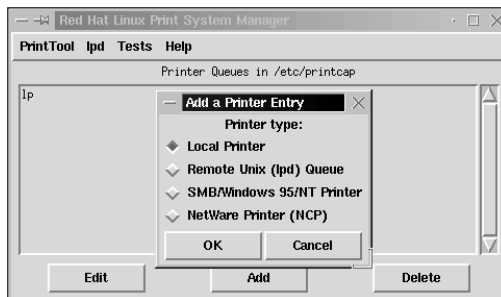 Red Hat Linux Print System Manager
PrintTool lpd Tests Help
Printer Queues in /etc/printcap
lp
Add a Printer Entry
Printer type:
Local Printer
Remote Unix (lpd) Queue
SMB/Windows 95/NT Printer
NetWare Printer (NCP)
OK Cancel
Edit Add Delete